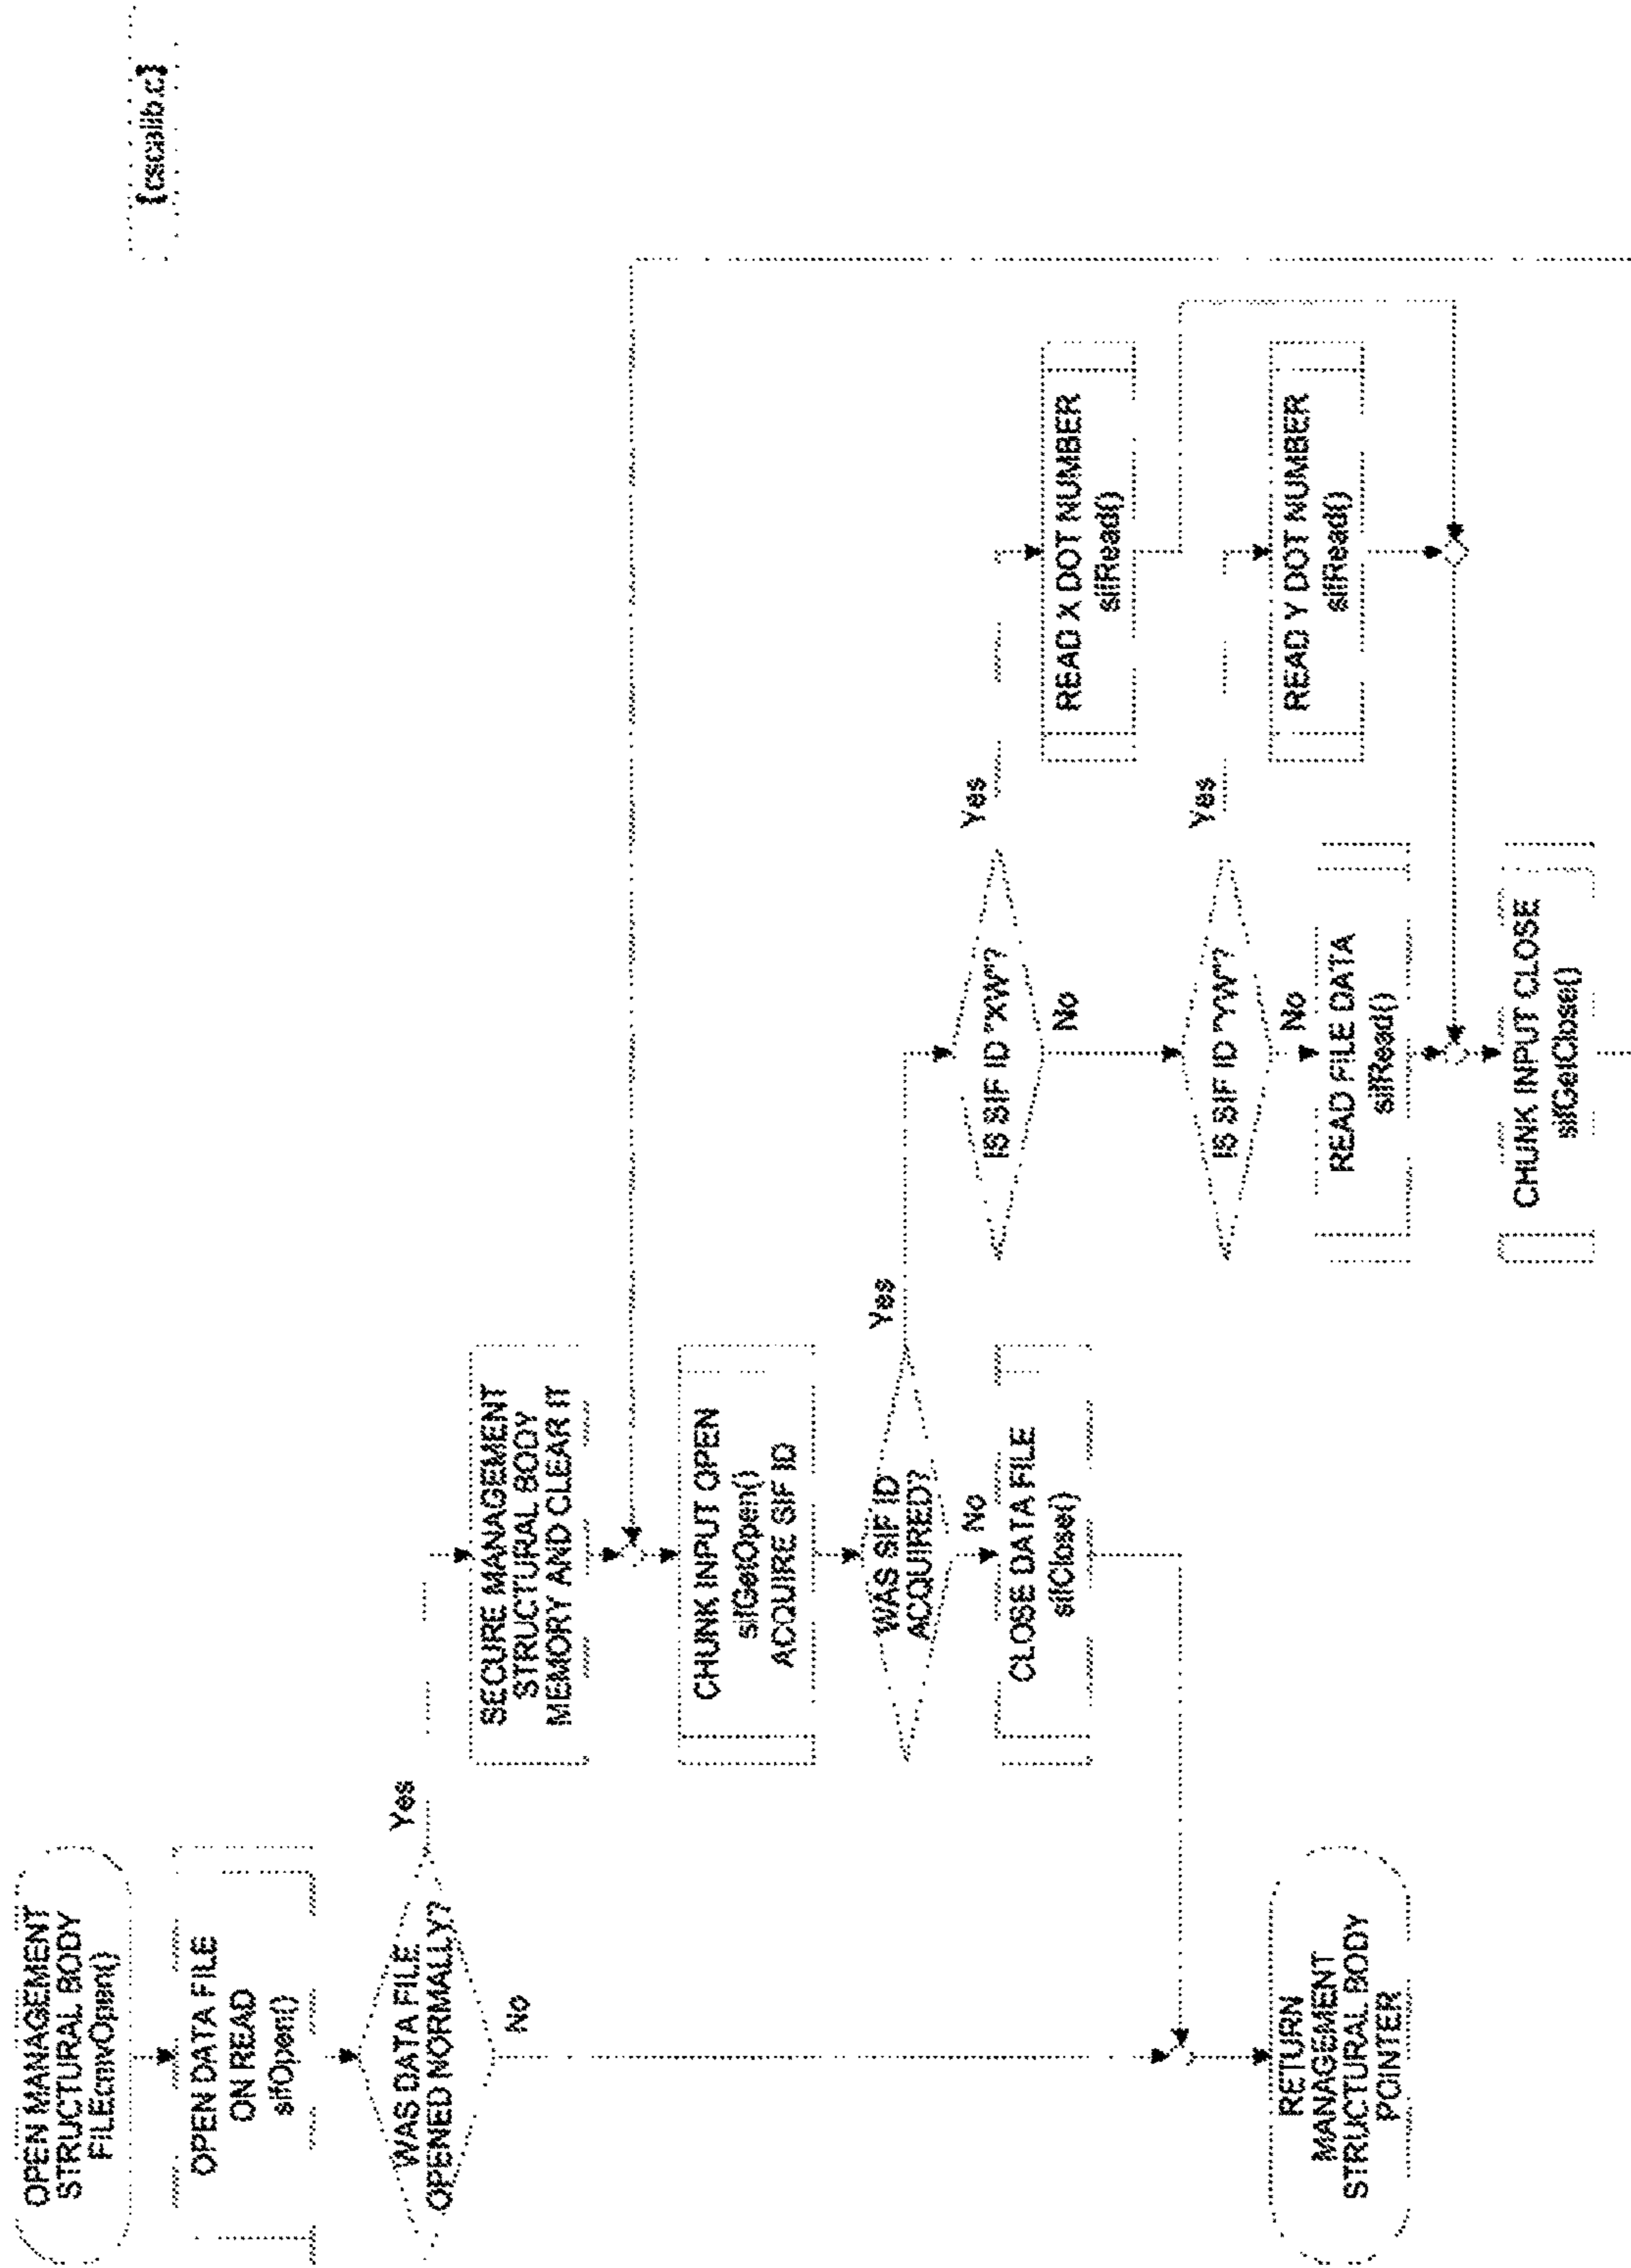 [cscalib.c]
OPEN MANAGEMENT
STRUCTURAL BODY
FILEcmvOpen()
OPEN DATA FILE
ON READ
sifOpen()
WAS DATA FILE
OPENED NORMALLY?
Yes
No
SECURE MANAGEMENT
STRUCTURAL BODY
MEMORY AND CLEAR IT
CHUNK INPUT OPEN
sifGetOpen()
ACQUIRE SIF ID
WAS SIF ID
ACQUIRED?
Yes
No
CLOSE DATA FILE
sifClose()
IS SIF ID "XW"?
Yes
No
READ X DOT NUMBER
sifRead()
IS SIF ID "YW"?
Yes
No
READ Y DOT NUMBER
sifRead()
READ FILE DATA
sifRead()
CHUNK INPUT CLOSE
sifGetClose()
RETURN
MANAGEMENT
STRUCTURAL BODY
POINTER